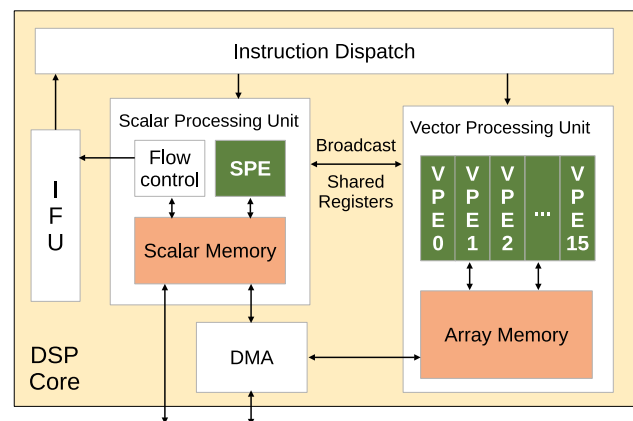 Instruction Dispatch
Scalar Processing Unit
Flow
control
SPE
Scalar Memory
I
F
U
Broadcast
Shared
Registers
Vector Processing Unit
V
P
E
0
V
P
E
1
V
P
E
2
...
V
P
E
15
Array Memory
DMA
DSP
Core